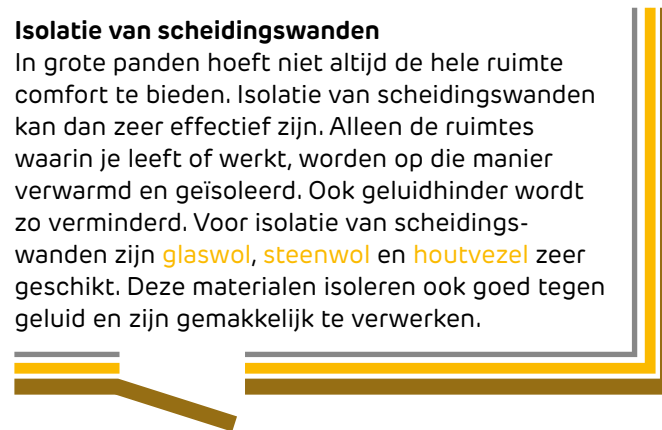 Isolatie van scheidingswanden
In grote panden hoeft niet altijd de hele ruimte
comfort te bieden. Isolatie van scheidingswanden
kan dan zeer effectief zijn. Alleen de ruimtes
waarin je leeft of werkt, worden op die manier
verwarmd en geïsoleerd. Ook geluidhinder wordt
zo verminderd. Voor isolatie van scheidings-
wanden zijn glaswol, steenwol en houtvezel zeer
geschikt. Deze materialen isoleren ook goed tegen
geluid en zijn gemakkelijk te verwerken.